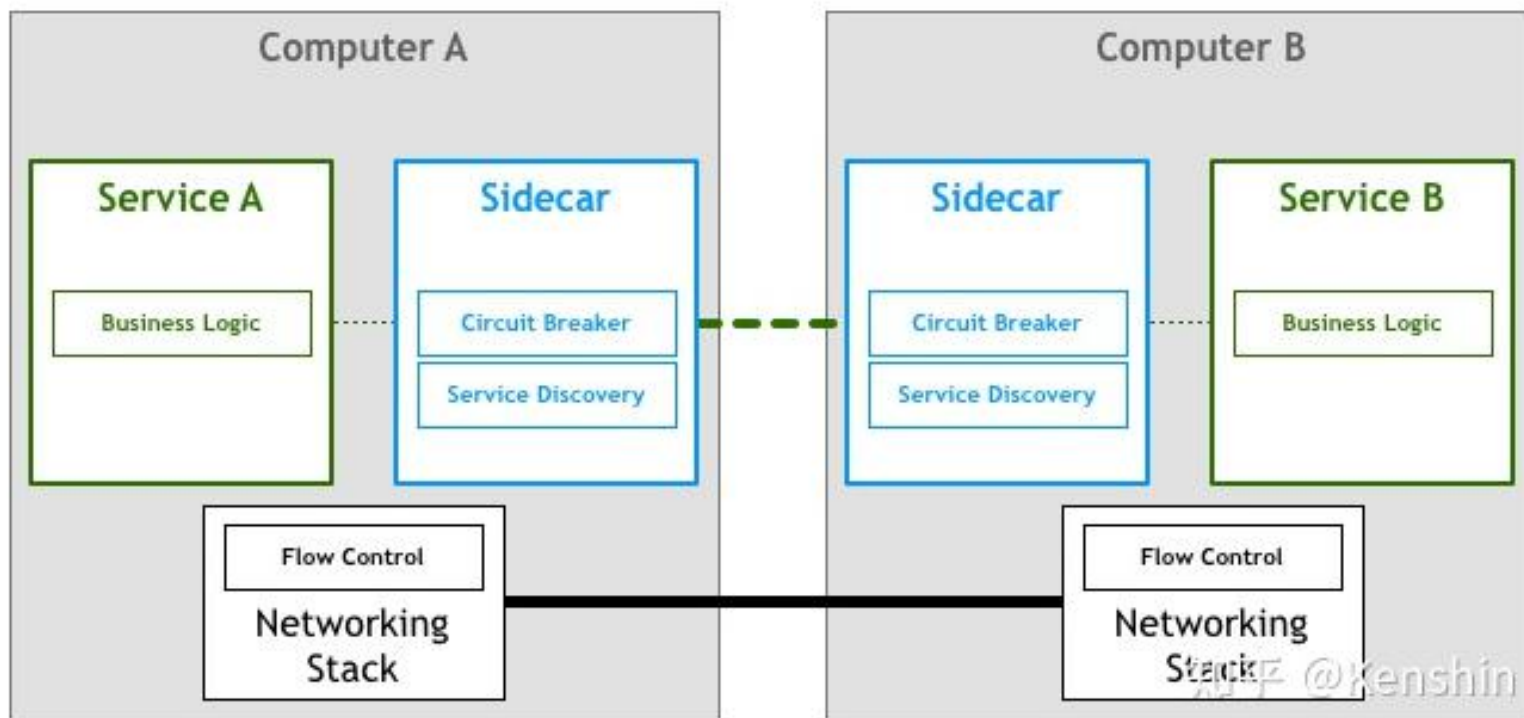 Computer A
Computer B
Service A
Sidecar
Sidecar
Service B
Business Logic
Circuit Breaker
Circuit Breaker
Business Logic
Service Discovery
Service Discovery
Flow Control
Flow Control
Networking
Stack
Networking
Stack
知乎 @Kenshin